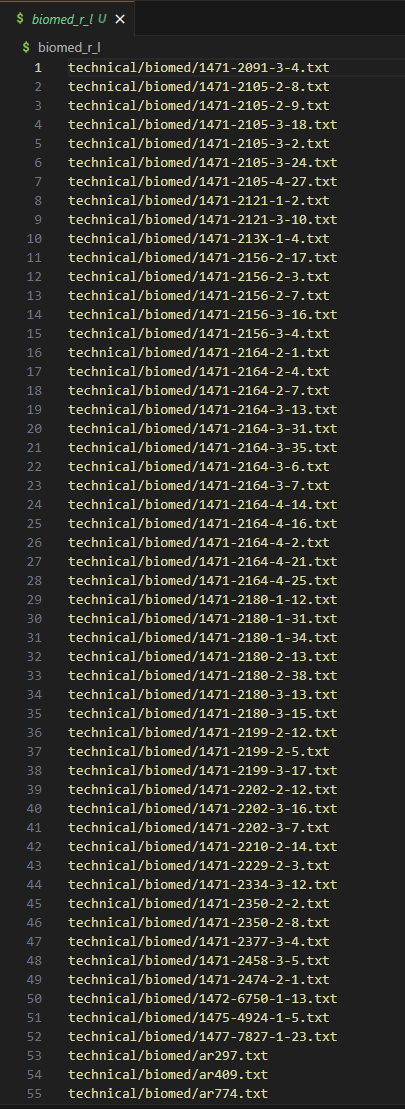 $ biomed_r_l U ×
$ biomed_r_l
1 technical/biomed/1471-2091-3-4.txt
2 technical/biomed/1471-2105-2-8.txt
3 technical/biomed/1471-2105-2-9.txt
4 technical/biomed/1471-2105-3-18.txt
5 technical/biomed/1471-2105-3-2.txt
6 technical/biomed/1471-2105-3-24.txt
7 technical/biomed/1471-2105-4-27.txt
8 technical/biomed/1471-2121-1-2.txt
9 technical/biomed/1471-2121-3-10.txt
10 technical/biomed/1471-213X-1-4.txt
11 technical/biomed/1471-2156-2-17.txt
12 technical/biomed/1471-2156-2-3.txt
13 technical/biomed/1471-2156-2-7.txt
14 technical/biomed/1471-2156-3-16.txt
15 technical/biomed/1471-2156-3-4.txt
16 technical/biomed/1471-2164-2-1.txt
17 technical/biomed/1471-2164-2-4.txt
18 technical/biomed/1471-2164-2-7.txt
19 technical/biomed/1471-2164-3-13.txt
20 technical/biomed/1471-2164-3-31.txt
21 technical/biomed/1471-2164-3-35.txt
22 technical/biomed/1471-2164-3-6.txt
23 technical/biomed/1471-2164-3-7.txt
24 technical/biomed/1471-2164-4-14.txt
25 technical/biomed/1471-2164-4-16.txt
26 technical/biomed/1471-2164-4-2.txt
27 technical/biomed/1471-2164-4-21.txt
28 technical/biomed/1471-2164-4-25.txt
29 technical/biomed/1471-2180-1-12.txt
30 technical/biomed/1471-2180-1-31.txt
31 technical/biomed/1471-2180-1-34.txt
32 technical/biomed/1471-2180-2-13.txt
33 technical/biomed/1471-2180-2-38.txt
34 technical/biomed/1471-2180-3-13.txt
35 technical/biomed/1471-2180-3-15.txt
36 technical/biomed/1471-2199-2-12.txt
37 technical/biomed/1471-2199-2-5.txt
38 technical/biomed/1471-2199-3-17.txt
39 technical/biomed/1471-2202-2-12.txt
40 technical/biomed/1471-2202-3-16.txt
41 technical/biomed/1471-2202-3-7.txt
42 technical/biomed/1471-2210-2-14.txt
43 technical/biomed/1471-2229-2-3.txt
44 technical/biomed/1471-2334-3-12.txt
45 technical/biomed/1471-2350-2-2.txt
46 technical/biomed/1471-2350-2-8.txt
47 technical/biomed/1471-2377-3-4.txt
48 technical/biomed/1471-2458-3-5.txt
49 technical/biomed/1471-2474-2-1.txt
50 technical/biomed/1472-6750-1-13.txt
51 technical/biomed/1475-4924-1-5.txt
52 technical/biomed/1477-7827-1-23.txt
53 technical/biomed/ar297.txt
54 technical/biomed/ar409.txt
55 technical/biomed/ar774.txt